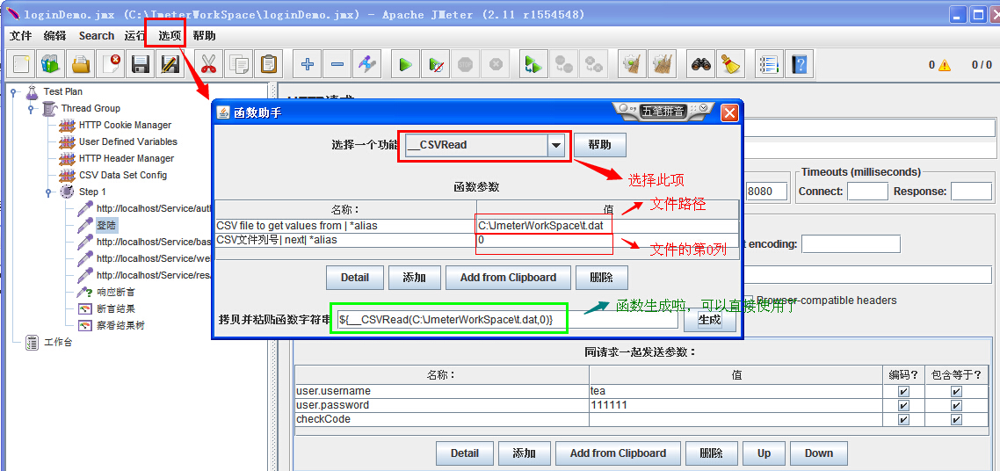 loginDemo.jmx (C:\JmeterWorkSpace\loginDemo.jmx) - Apache JMeter (2.11 r1554548)
文件 编辑 Search 运行 选项 帮助
0 0 / 0
Test Plan
Thread Group
HTTP Cookie Manager
User Defined Variables
HTTP Header Manager
CSV Data Set Config
Step 1
http://localhost/Service/aut
登陆
http://localhost/Service/bas
http://localhost/Service/we
http://localhost/Service/res
响应断言
断言结果
察看结果树
工作台
函数助手
五笔拼音
选择一个功能 __CSVRead 帮助
选择此项
函数参数
文件路径
名称： 值
CSV file to get values from | *alias C:\JmeterWorkSpace\t.dat
CSV文件列号| next| *alias 0
文件的第0列
Detail 添加 Add from Clipboard 删除
函数生成啦，可以直接使用了
拷贝并粘贴函数字符串 ${__CSVRead(C:\JmeterWorkSpace\t.dat,0)} 生成
Timeouts (milliseconds)
8080 Connect: Response:
t encoding:
Browser-compatible headers
同请求一起发送参数：
名称： 值 编码？ 包含等于？
user.username tea
user.password 111111
checkCode
Detail 添加 Add from Clipboard 删除 Up Down